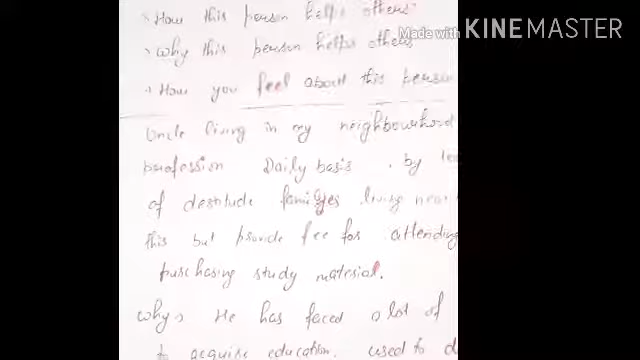 • How this person helps others
Made with KINEMASTER
• Why this person helps others
• How you feel about this person
Uncle living in my neighbourhood
profession Daily basis . by
of destitude families living near
this but provide fee for attending
purchasing study material.
Why → He has faced a lot of
to acquise education. used to d